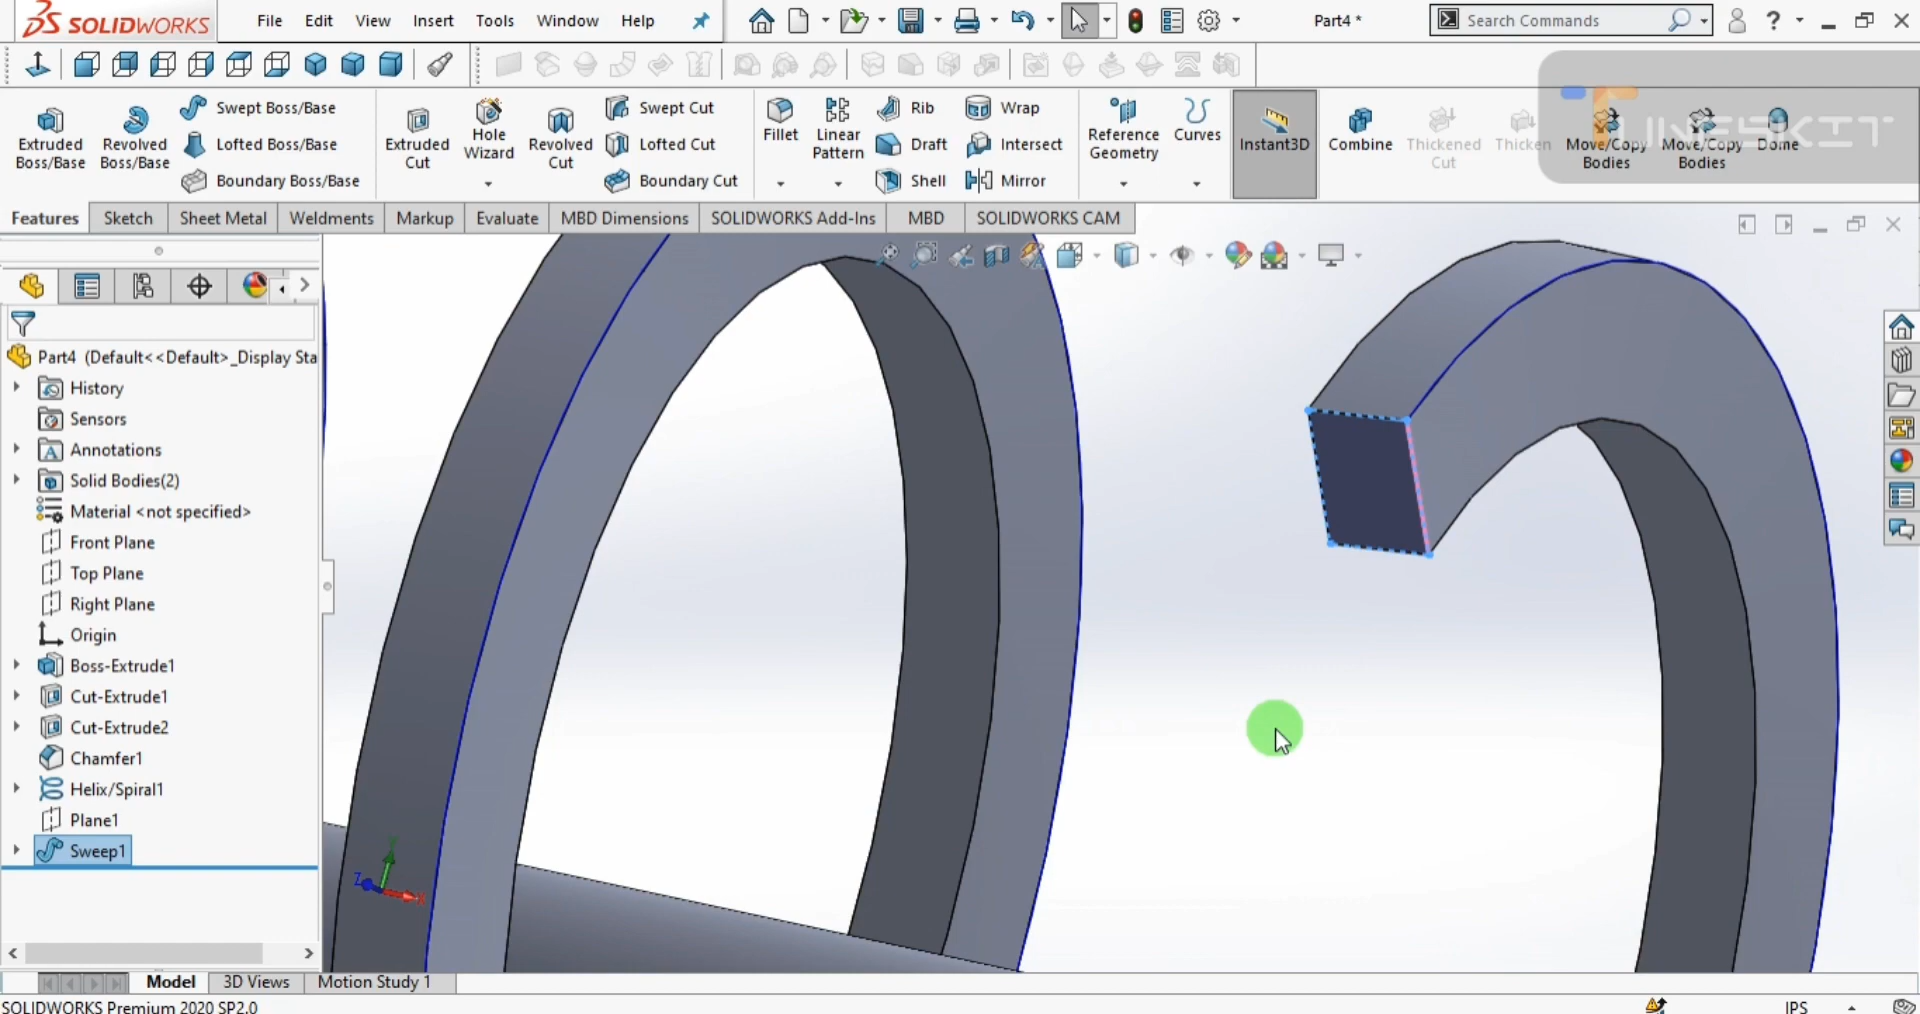 SOLIDWORKS File Edit View Insert Tools Window Help Part4 * Search Commands ?
Extruded Boss/Base
Revolved Boss/Base
Swept Boss/Base
Lofted Boss/Base
Boundary Boss/Base
Extruded Cut
Hole Wizard
Revolved Cut
Swept Cut
Lofted Cut
Boundary Cut
Fillet
Linear Pattern
Rib
Draft
Shell
Wrap
Intersect
Mirror
Reference Geometry
Curves
Instant3D
Combine
Thickened Cut
Thicken
Move/Copy Bodies
Move/Copy Bodies
Dome
Features Sketch Sheet Metal Weldments Markup Evaluate MBD Dimensions SOLIDWORKS Add-Ins MBD SOLIDWORKS CAM
Part4 (Default<<Default>_Display Sta
History
Sensors
Annotations
Solid Bodies(2)
Material <not specified>
Front Plane
Top Plane
Right Plane
Origin
Boss-Extrude1
Cut-Extrude1
Cut-Extrude2
Chamfer1
Helix/Spiral1
Plane1
Sweep1
Y
Z
X
Model 3D Views Motion Study 1
SOLIDWORKS Premium 2020 SP2.0 IPS